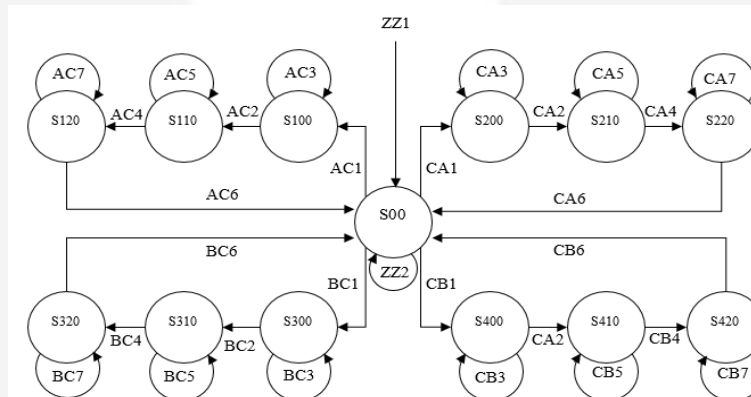 ZZ1
AC7
AC5
AC3
CA3
CA5
CA7
S120
AC4
S110
AC2
S100
S200
CA2
S210
CA4
S220
AC1
CA1
AC6
CA6
S00
BC6
CB6
ZZ2
BC1
CB1
S320
BC4
S310
BC2
S300
S400
CA2
S410
CB4
S420
BC7
BC5
BC3
CB3
CB5
CB7